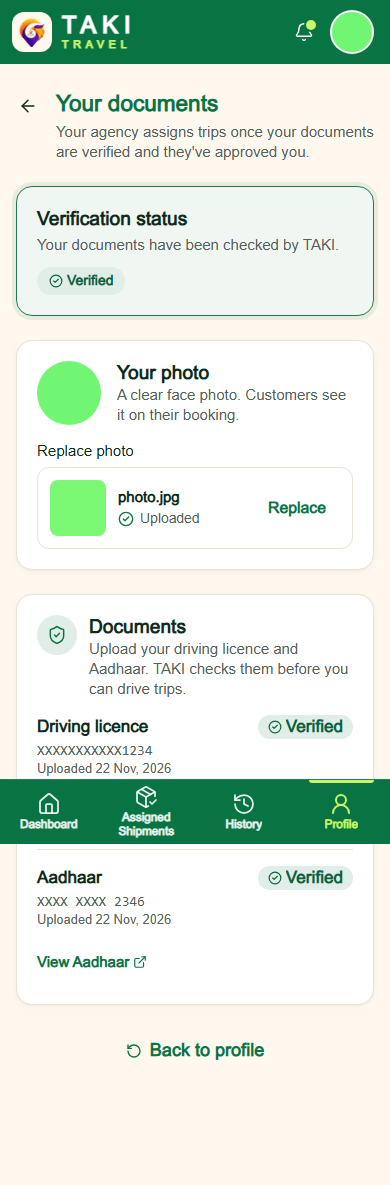 TAKI
TRAVEL
Your documents
Your agency assigns trips once your documents
are verified and they've approved you.
Verification status
Your documents have been checked by TAKI.
Verified
Your photo
A clear face photo. Customers see
it on their booking.
Replace photo
photo.jpg
Uploaded
Replace
Documents
Upload your driving licence and
Aadhaar. TAKI checks them before you
can drive trips.
Driving licence
Verified
XXXXXXXXXXX1234
Uploaded 22 Nov, 2026
Dashboard
Assigned
Shipments
History
Profile
Aadhaar
Verified
XXXX XXXX 2346
Uploaded 22 Nov, 2026
View Aadhaar
Back to profile